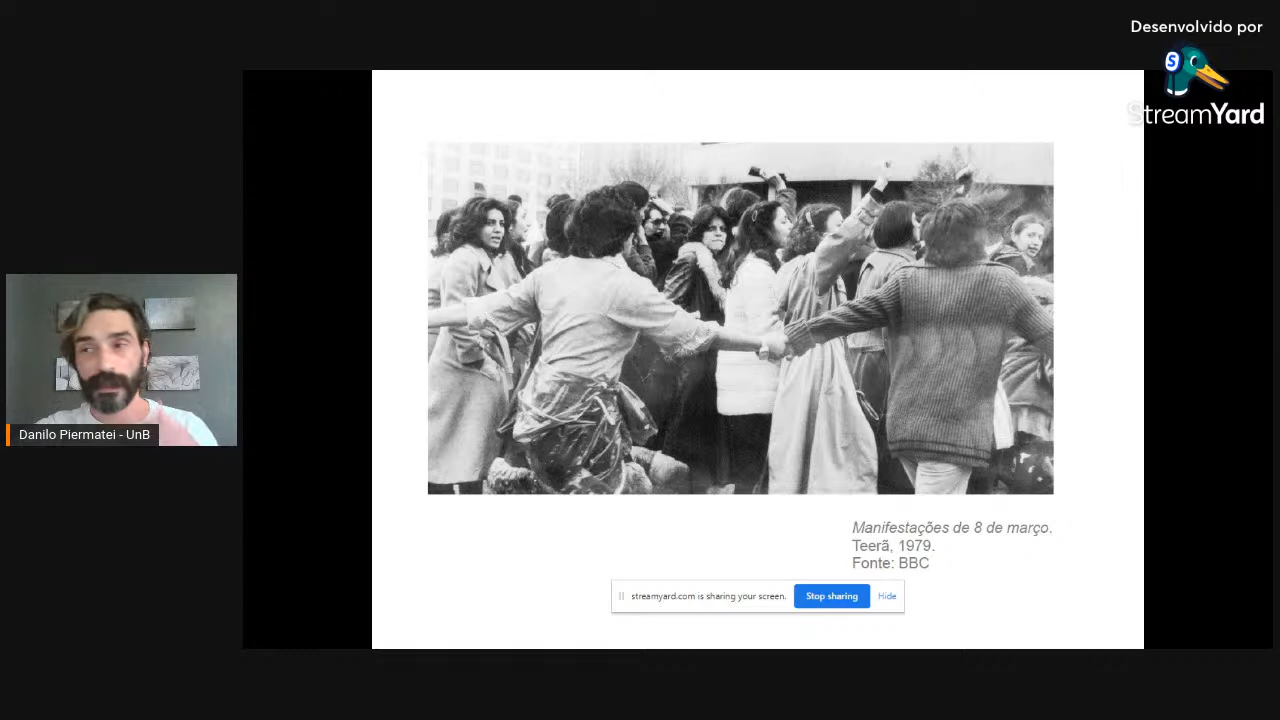 Desenvolvido por
StreamYard
Danilo Piermatei - UnB
Manifestações de 8 de março.
Teerã, 1979.
Fonte: BBC
streamyard.com is sharing your screen. Stop sharing Hide